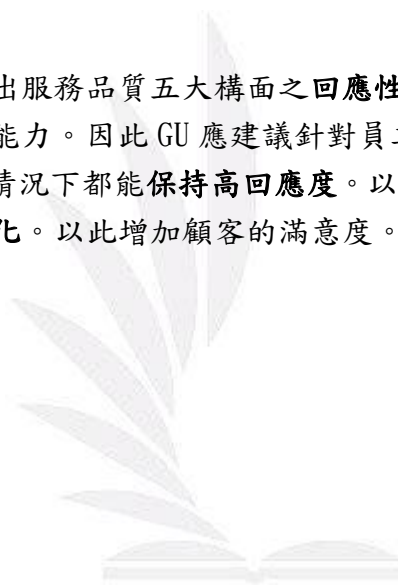 出服務品質五大構面之回應性
能力。因此 GU 應建議針對員
情況下都能保持高回應度。以
化。以此增加顧客的滿意度。